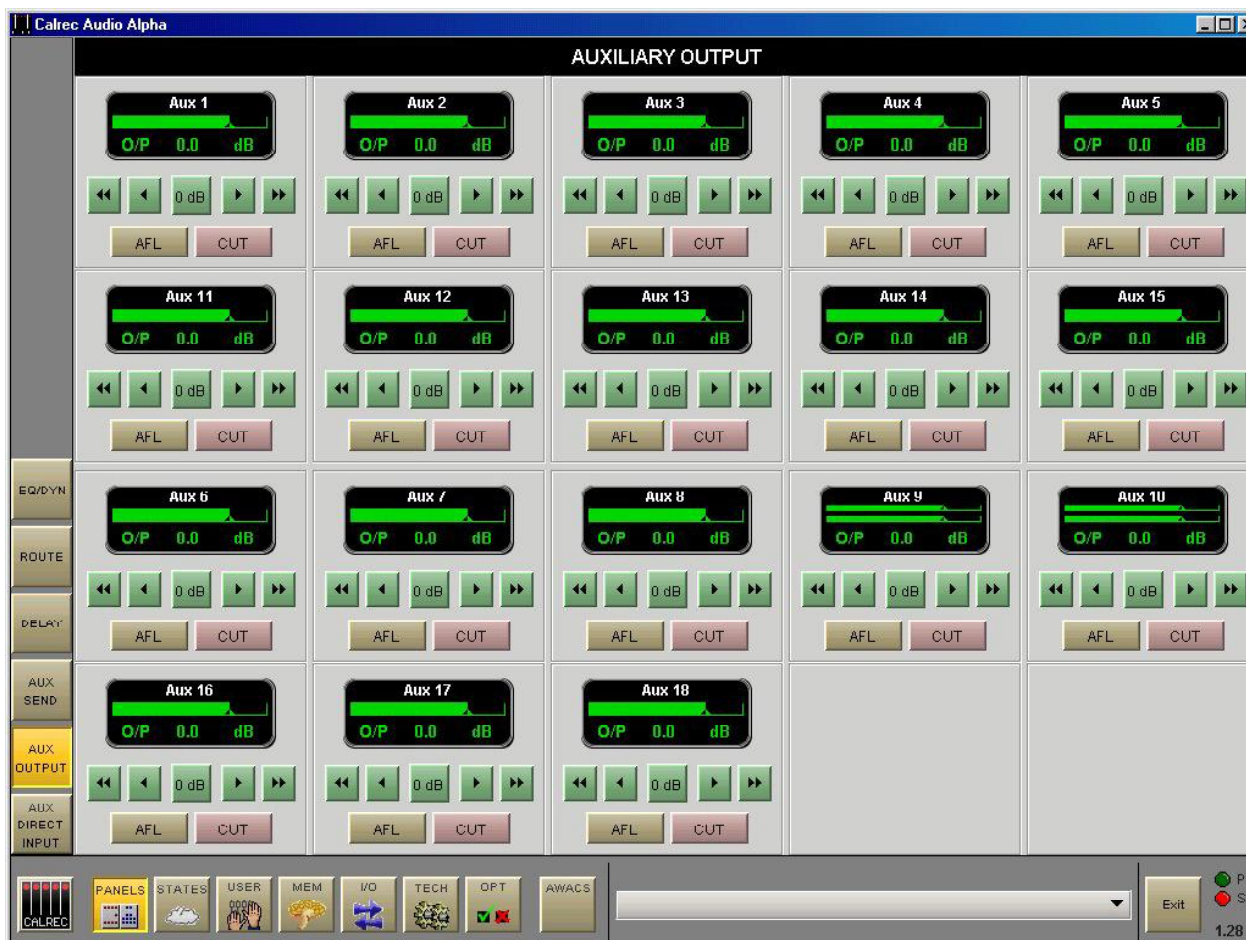 Calrec Audio Alpha
AUXILIARY OUTPUT
Aux 1 Aux 2 Aux 3 Aux 4 Aux 5
O/P 0.0 dB O/P 0.0 dB O/P 0.0 dB O/P 0.0 dB O/P 0.0 dB
0 dB 0 dB 0 dB 0 dB 0 dB
AFL CUT AFL CUT AFL CUT AFL CUT AFL CUT
Aux 11 Aux 12 Aux 13 Aux 14 Aux 15
O/P 0.0 dB O/P 0.0 dB O/P 0.0 dB O/P 0.0 dB O/P 0.0 dB
0 dB 0 dB 0 dB 0 dB 0 dB
AFL CUT AFL CUT AFL CUT AFL CUT AFL CUT
Aux 6 Aux 7 Aux 8 Aux 9 Aux 10
O/P 0.0 dB O/P 0.0 dB O/P 0.0 dB O/P 0.0 dB O/P 0.0 dB
0 dB 0 dB 0 dB 0 dB 0 dB
AFL CUT AFL CUT AFL CUT AFL CUT AFL CUT
Aux 16 Aux 17 Aux 18
O/P 0.0 dB O/P 0.0 dB O/P 0.0 dB
0 dB 0 dB 0 dB
AFL CUT AFL CUT AFL CUT
EQ/DYN
ROUTE
DELAY
AUX
SEND
AUX
OUTPUT
AUX
DIRECT
INPUT
CALREC
PANELS STATES USER MEM I/O TECH OPT AWACS
Exit
P
S
1.28